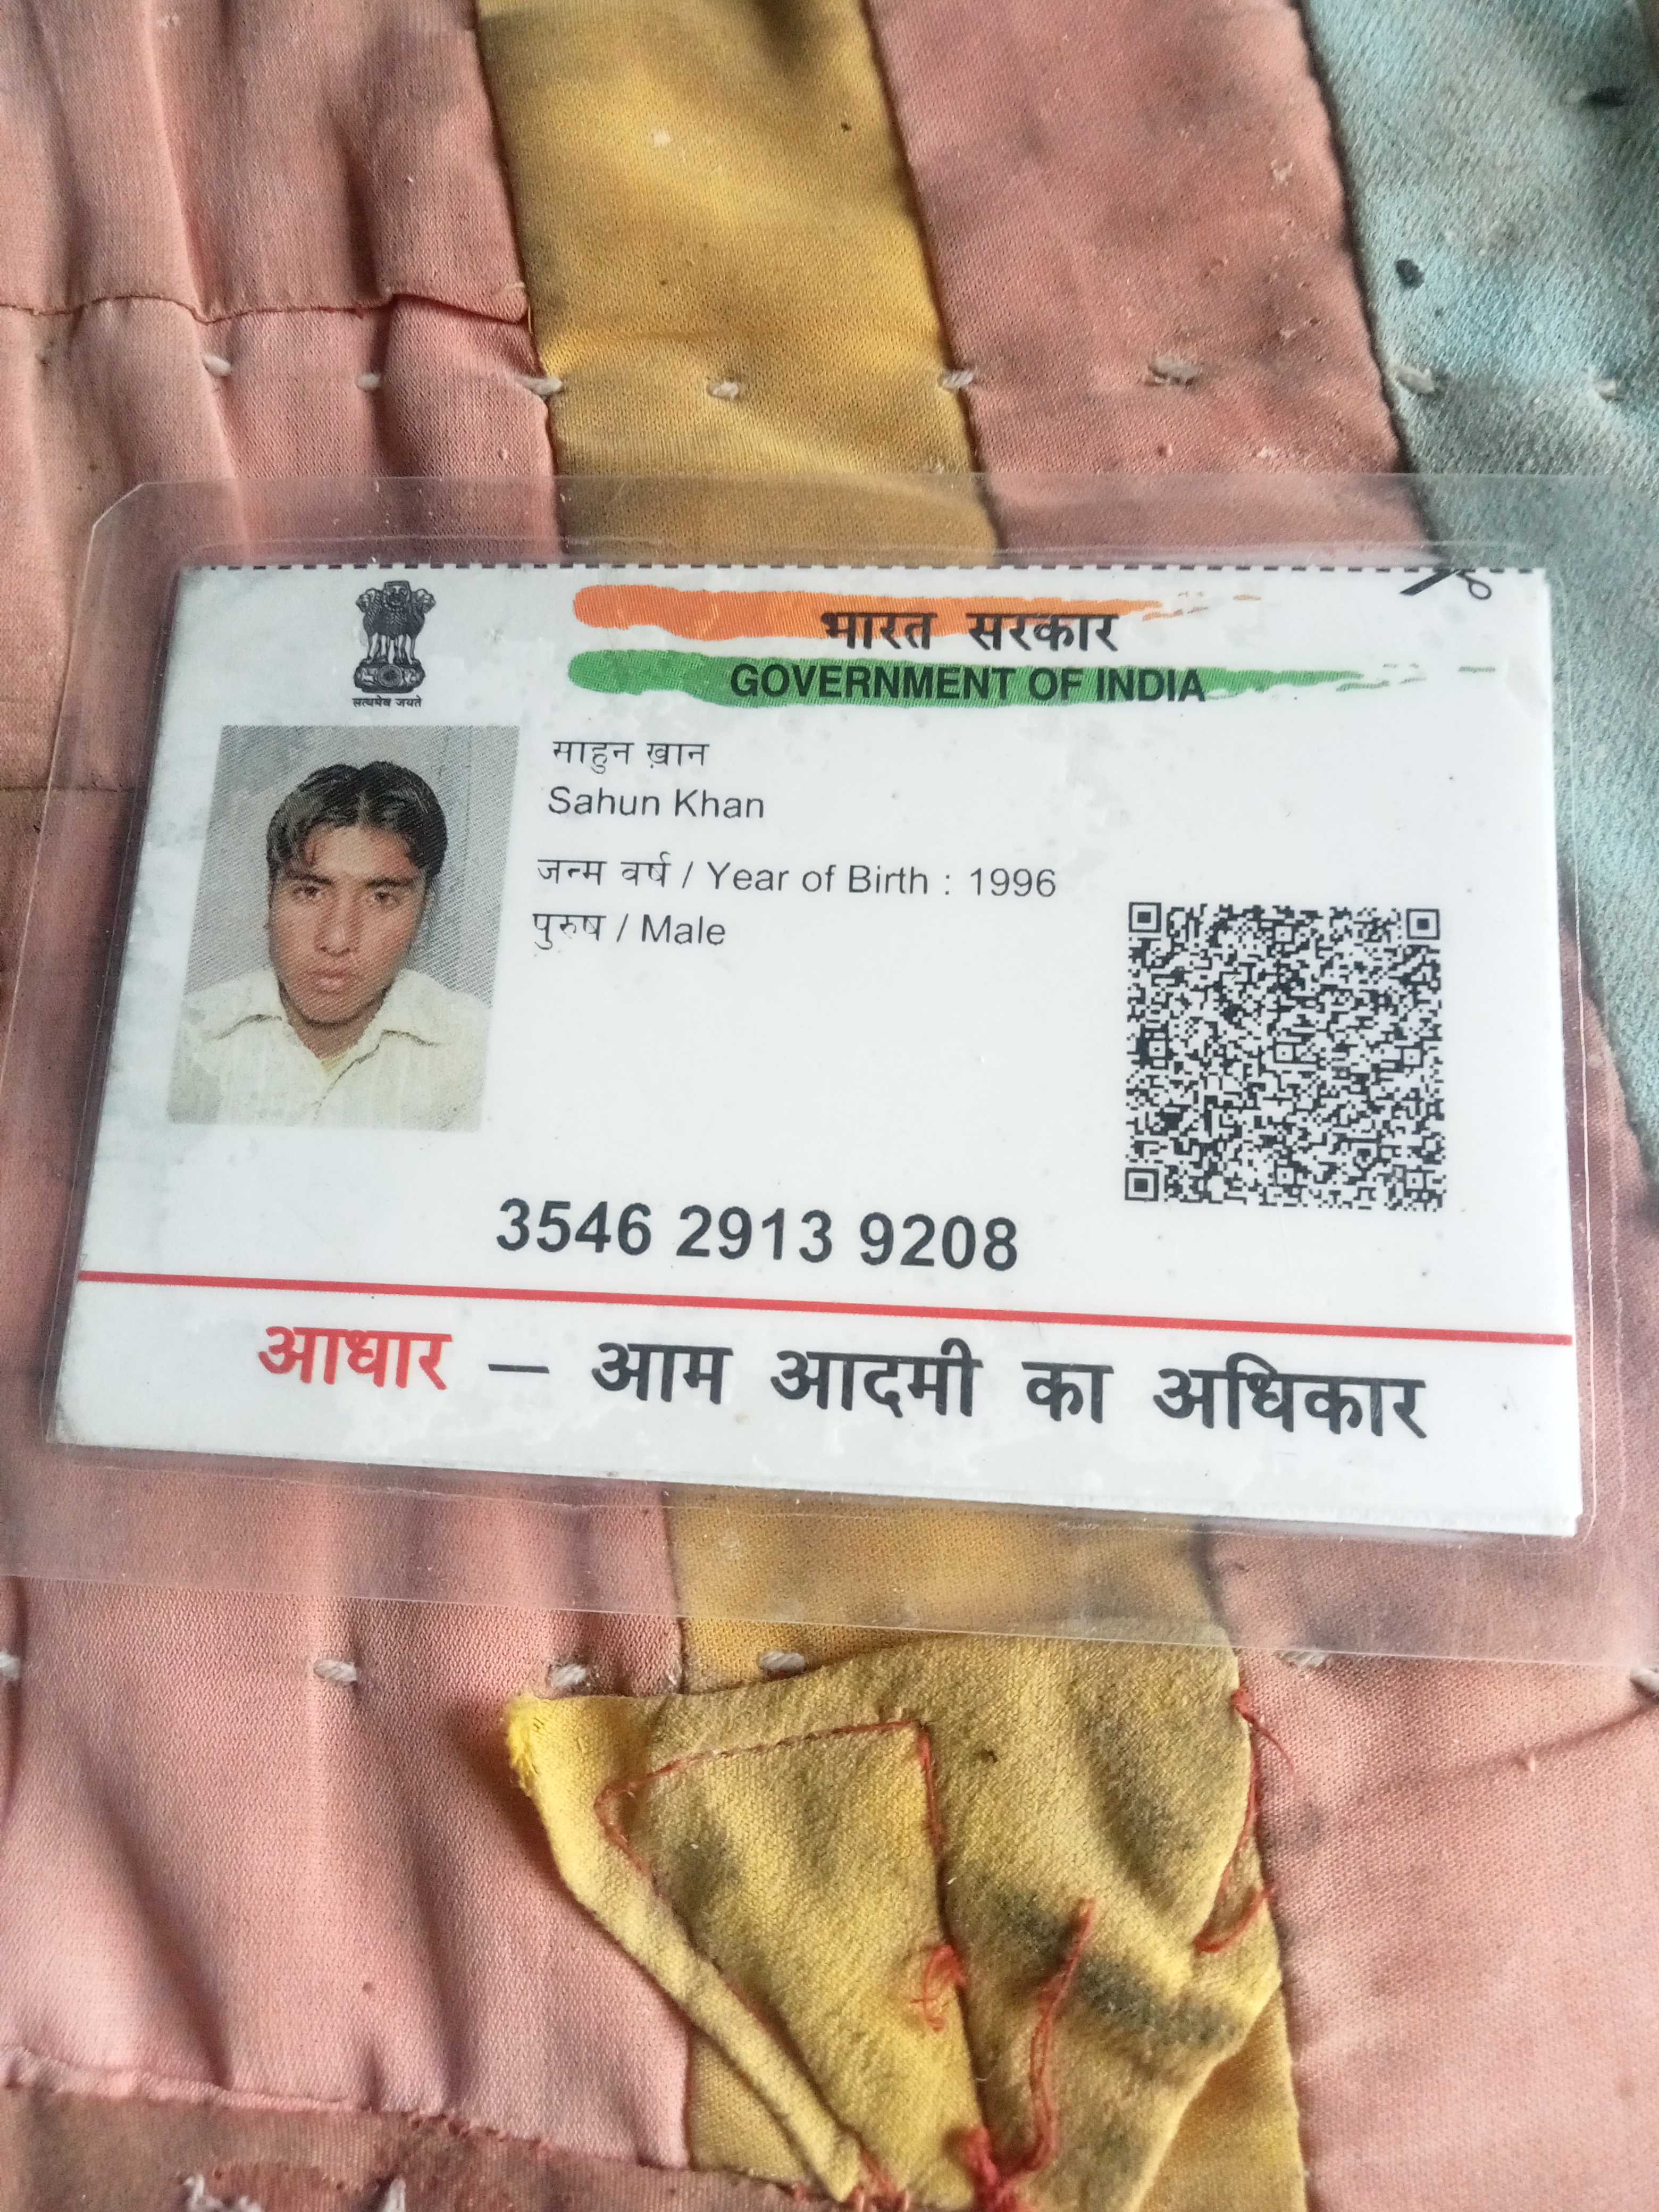 भारत सरकार
GOVERNMENT OF INDIA
सत्यमेव जयते
साहुन ख़ान
Sahun Khan
जन्म वर्ष / Year of Birth : 1996
पुरुष / Male
3546 2913 9208
आधार — आम आदमी का अधिकार